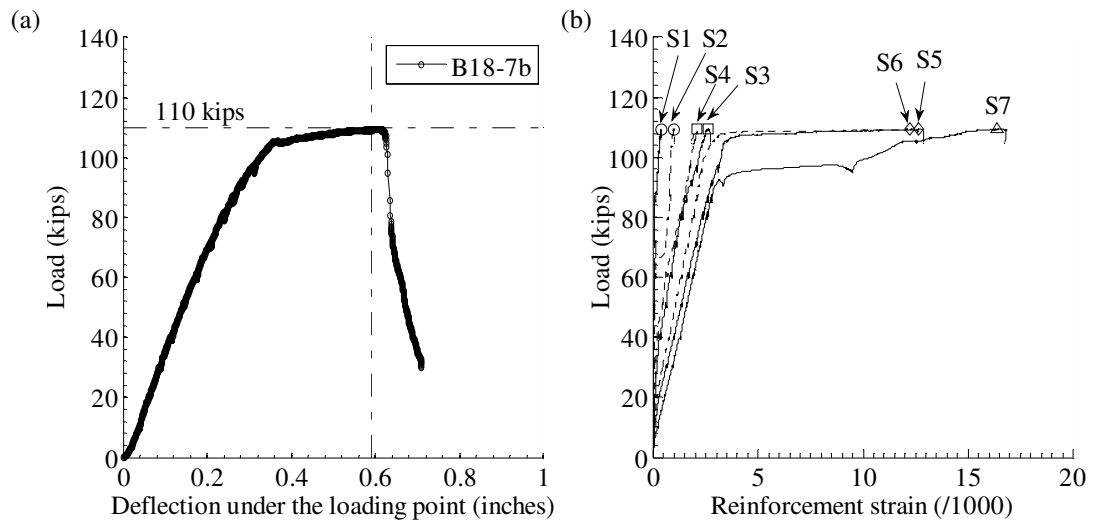 (a)
140
120
100
80
60
40
20
0
Load (kips)
110 kips
B18-7b
0 0.2 0.4 0.6 0.8 1
Deflection under the loading point (inches)
(b)
140
120
100
80
60
40
20
0
Load (kips)
S1 S2
S4 S3
S6 S5
S7
0 5 10 15 20
Reinforcement strain (/1000)